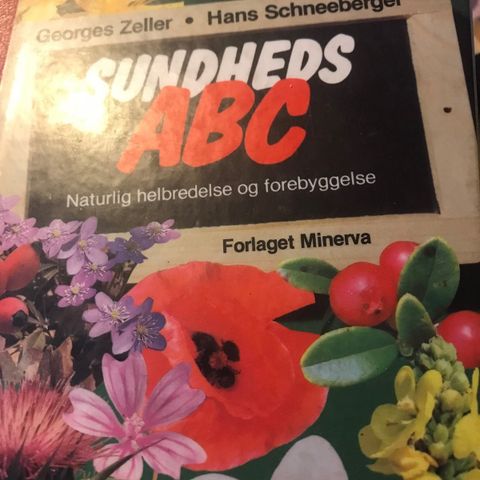 Georges Zeller • Hans Schneeberger
SUNDHEDS
ABC
Naturlig helbredelse og forebyggelse
Forlaget Minerva